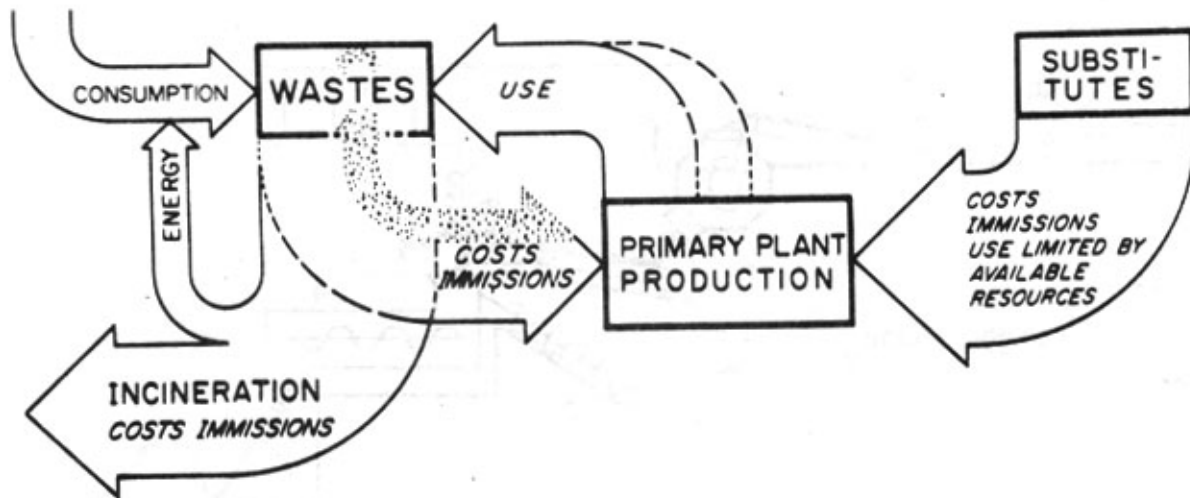 CONSUMPTION
WASTES
USE
SUBSTI-
TUTES
ENERGY
COSTS
IMMISSIONS
PRIMARY PLANT
PRODUCTION
COSTS
IMMISSIONS
USE LIMITED BY
AVAILABLE
RESOURCES
INCINERATION
COSTS IMMISSIONS